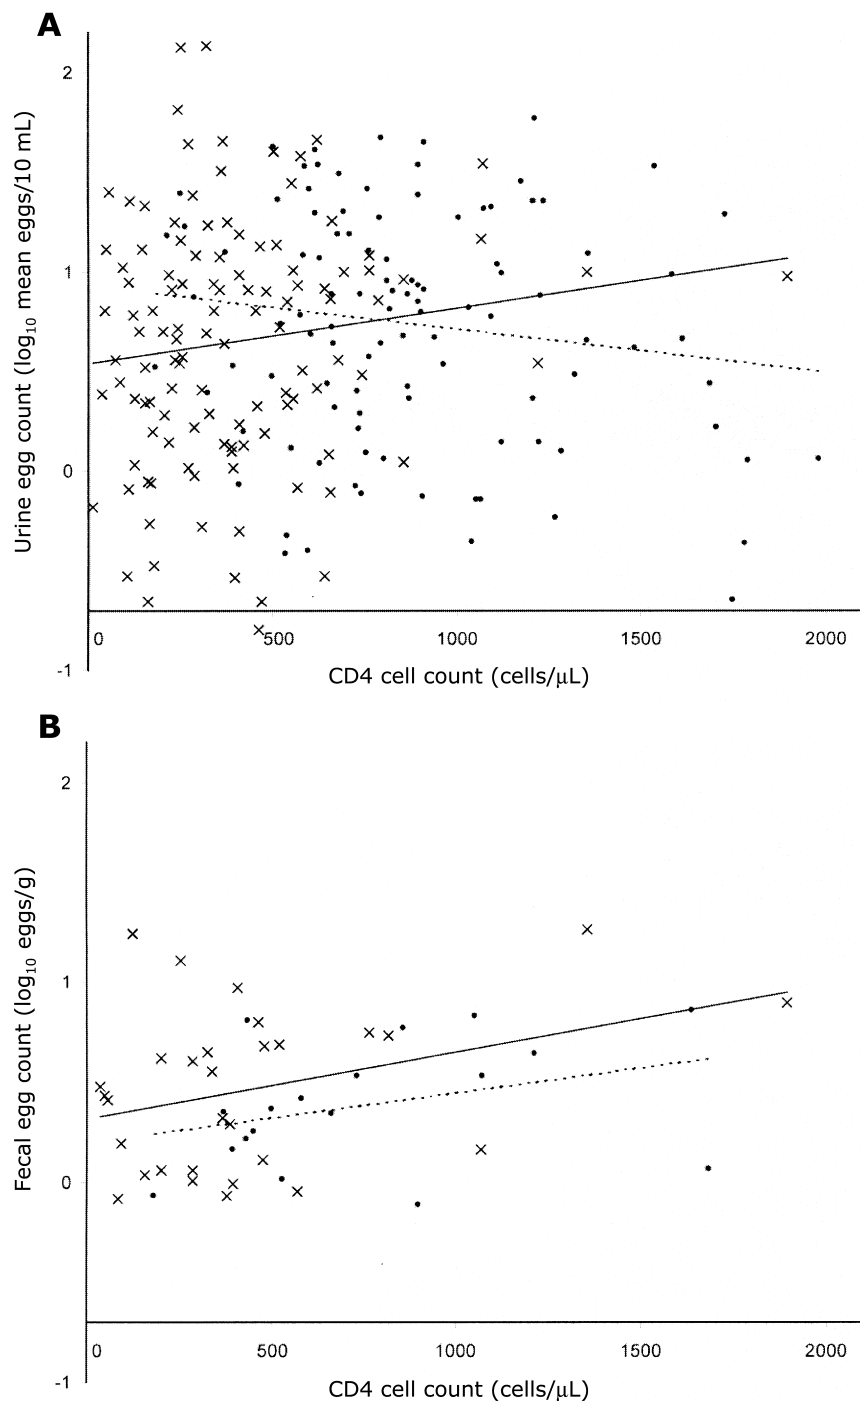 A
2
1
0
-1
Urine egg count (log10 mean eggs/10 mL)
0 500 1000 1500 2000
CD4 cell count (cells/μL)
B
2
1
0
-1
Fecal egg count (log10 eggs/g)
0 500 1000 1500 2000
CD4 cell count (cells/μL)